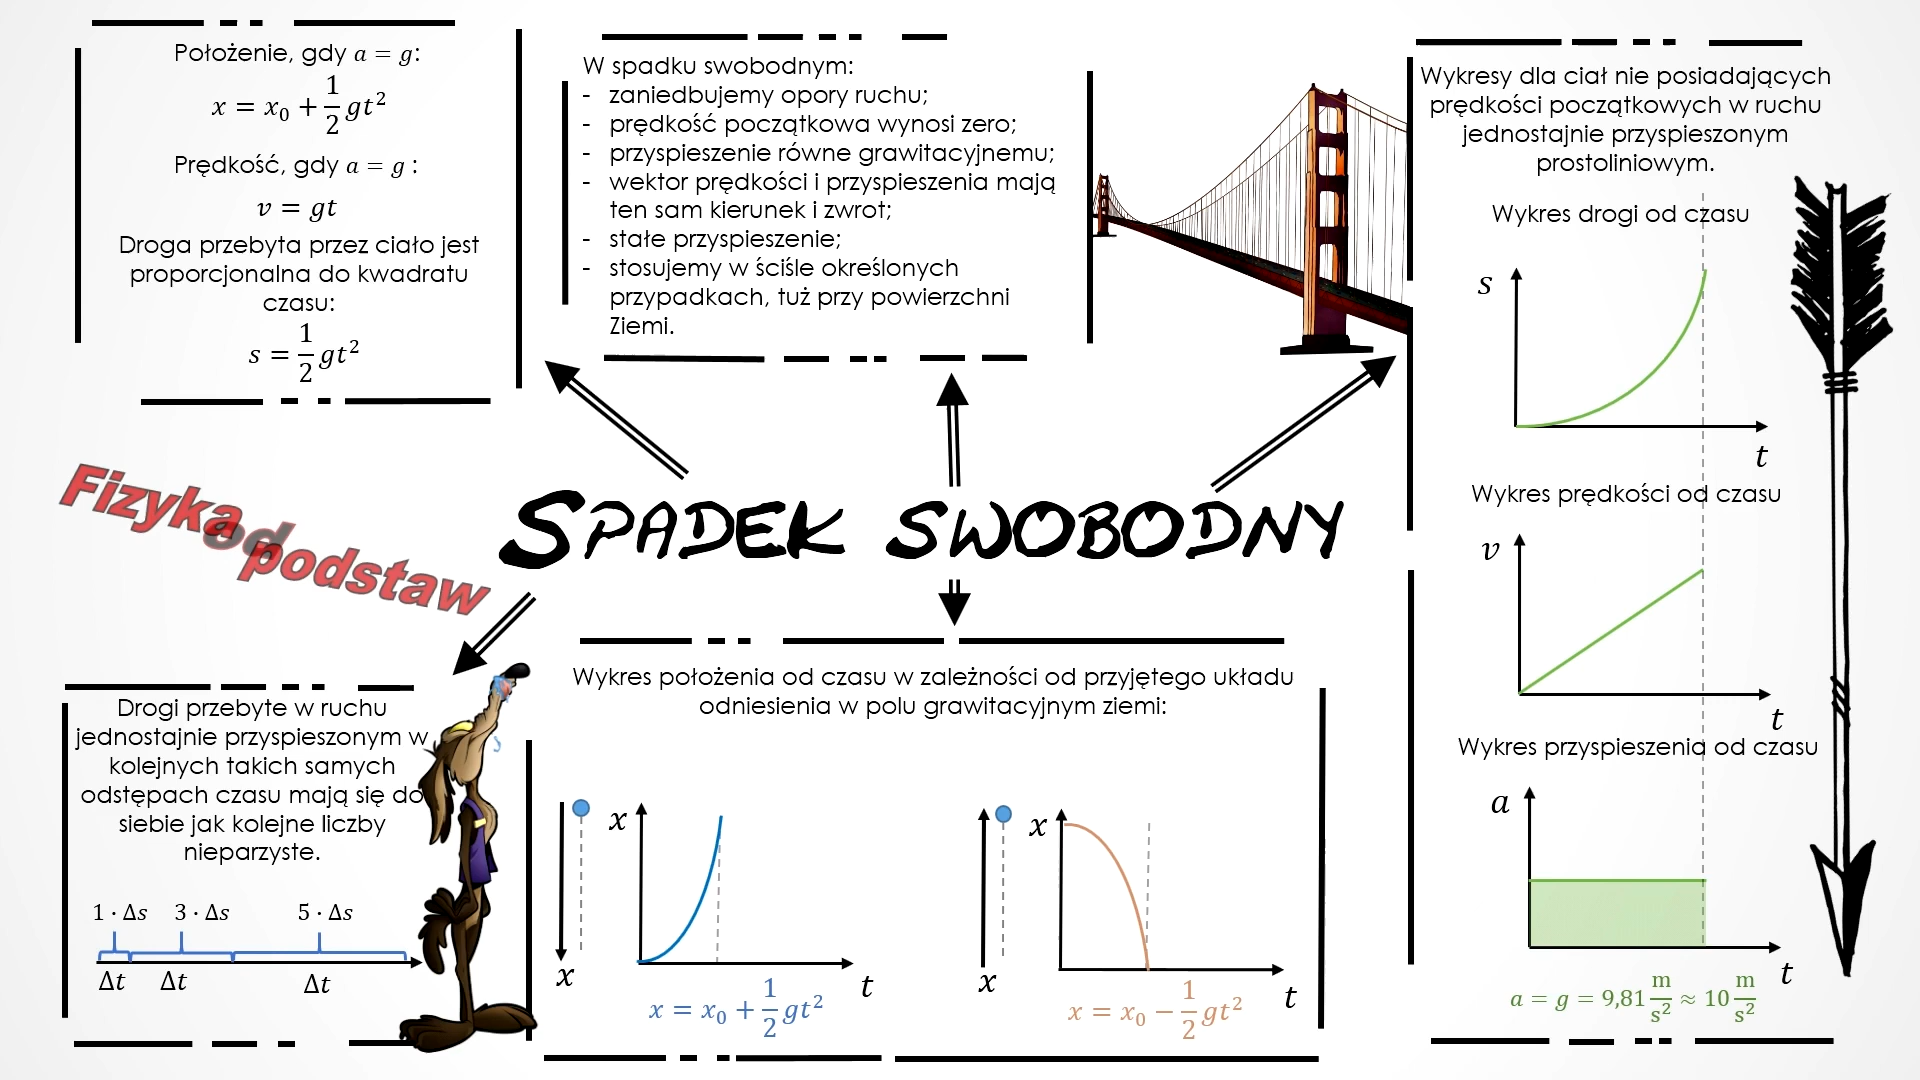 Położenie, gdy a = g:
x = x₀ + 1/2 gt²
Prędkość, gdy a = g :
v = gt
Droga przebyta przez ciało jest
proporcjonalna do kwadratu
czasu:
s = 1/2 gt²
W spadku swobodnym:
- zaniedbujemy opory ruchu;
- prędkość początkowa wynosi zero;
- przyspieszenie równe grawitacyjnemu;
- wektor prędkości i przyspieszenia mają
ten sam kierunek i zwrot;
- stałe przyspieszenie;
- stosujemy w ściśle określonych
przypadkach, tuż przy powierzchni
Ziemi.
Wykresy dla ciał nie posiadających
prędkości początkowych w ruchu
jednostajnie przyspieszonym
prostoliniowym.
Wykres drogi od czasu
s
t
Wykres prędkości od czasu
v
t
Wykres przyspieszenia od czasu
a
t
a = g = 9,81 m/s² ≈ 10 m/s²
Fizyka
od
podstaw
SPADEK SWOBODNY
Drogi przebyte w ruchu
jednostajnie przyspieszonym w
kolejnych takich samych
odstępach czasu mają się do
siebie jak kolejne liczby
nieparzyste.
1 · Δs 3 · Δs 5 · Δs
Δt Δt Δt
Wykres położenia od czasu w zależności od przyjętego układu
odniesienia w polu grawitacyjnym ziemi:
x
x
t
x = x₀ + 1/2 gt²
x
x
t
x = x₀ − 1/2 gt²